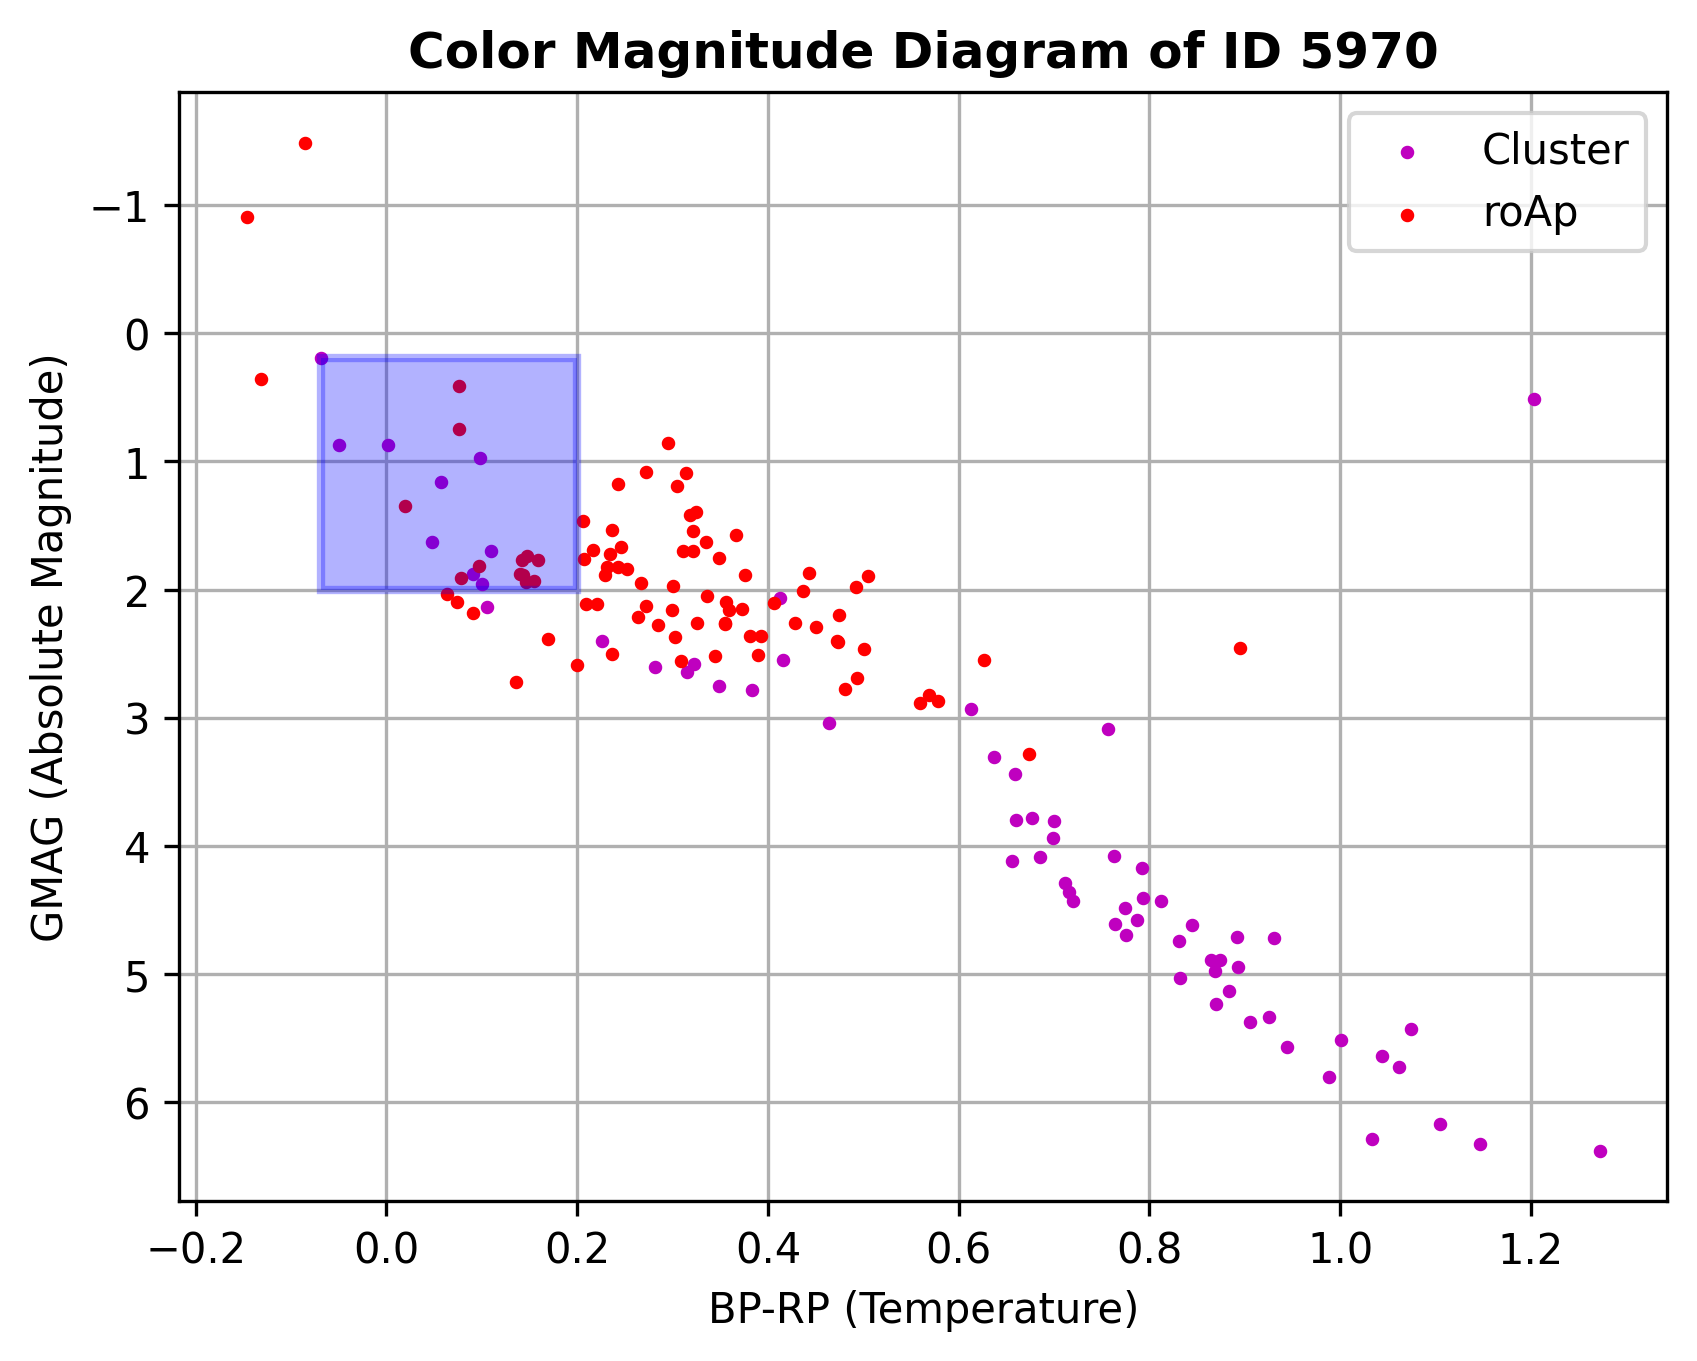 Color Magnitude Diagram of ID 5970
Cluster
roAp
−1
0
1
2
3
4
5
6
GMAG (Absolute Magnitude)
−0.2 0.0 0.2 0.4 0.6 0.8 1.0 1.2
BP-RP (Temperature)